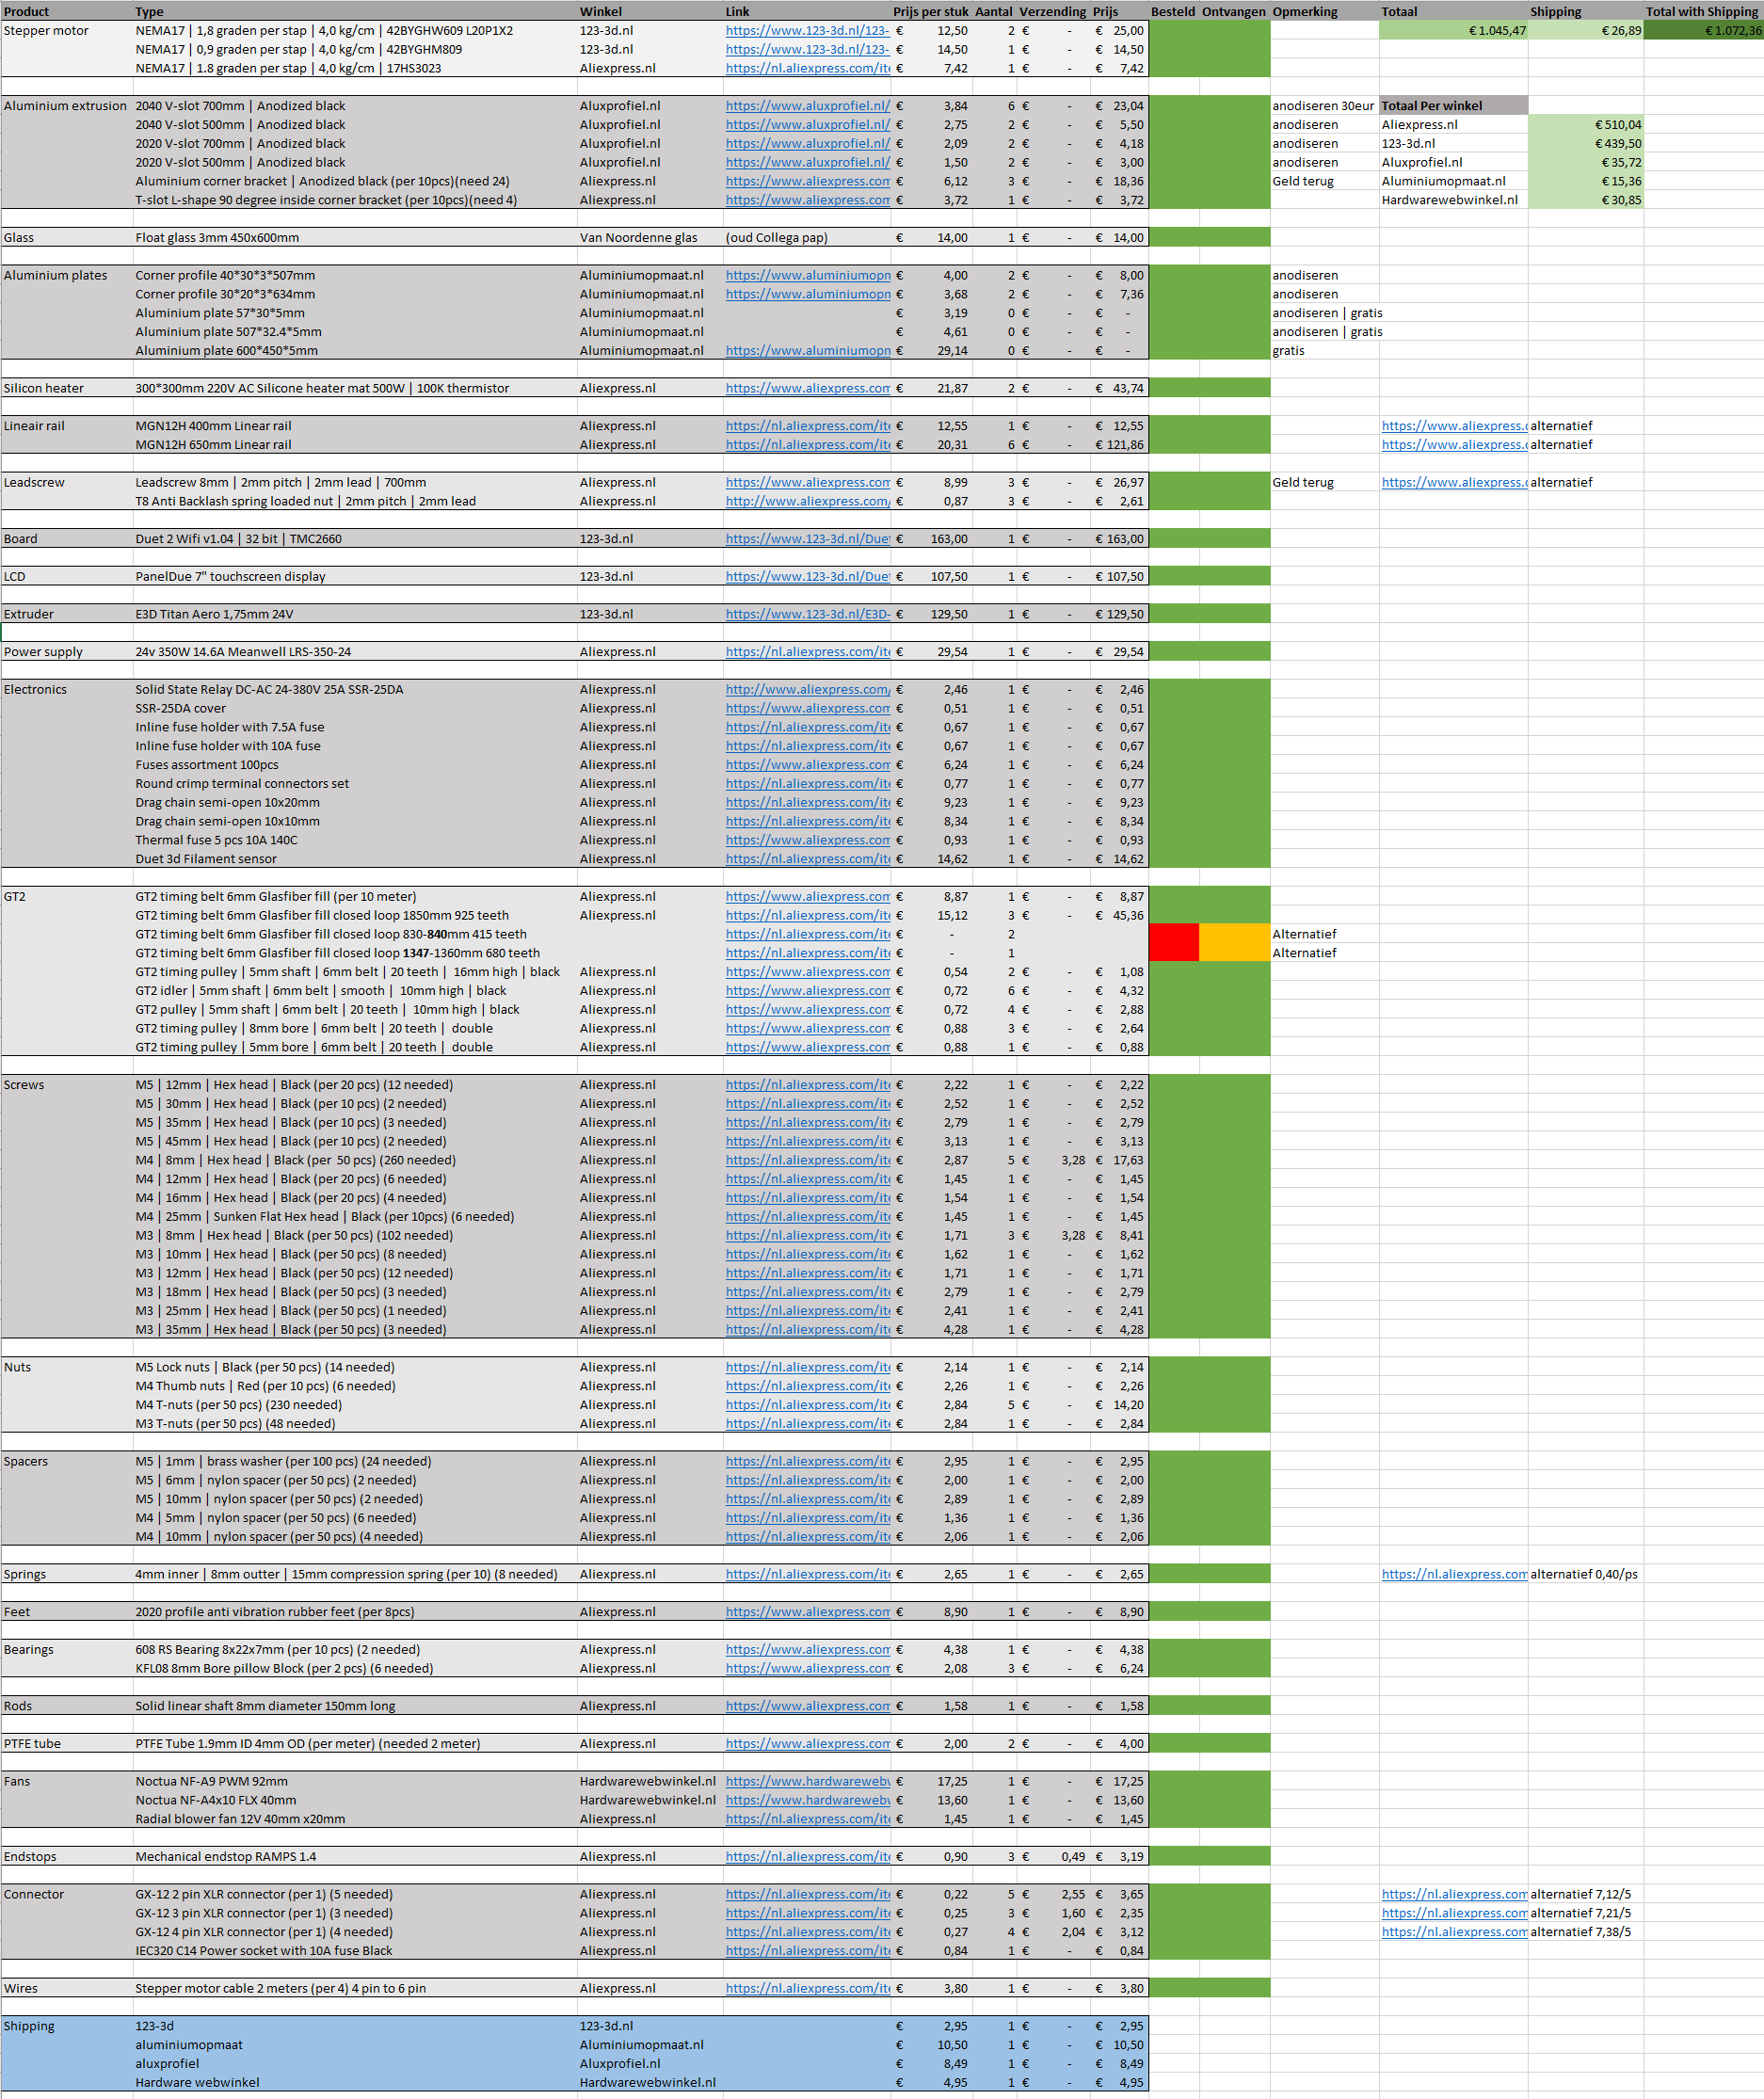 Product Type Winkel Link Prijs per stuk Aantal Verzending Prijs Besteld Ontvangen Opmerking Totaal Shipping Total with Shipping
Stepper motor NEMA17 | 1,8 graden per stap | 4,0 kg/cm | 42BYGHW609 L20P1X2 123-3d.nl https://www.123-3d.nl/123- € 12,50 2 € - € 25,00 € 1.045,47 € 26,89 € 1.072,36
NEMA17 | 0,9 graden per stap | 4,0 kg/cm | 42BYGHM809 123-3d.nl https://www.123-3d.nl/123- € 14,50 1 € - € 14,50
NEMA17 | 1.8 graden per stap | 4,0 kg/cm | 17HS3023 Aliexpress.nl https://nl.aliexpress.com/ite € 7,42 1 € - € 7,42
Aluminium extrusion 2040 V-slot 700mm | Anodized black Aluxprofiel.nl https://www.aluxprofiel.nl/ € 3,84 6 € - € 23,04 anodiseren 30eur Totaal Per winkel
2040 V-slot 500mm | Anodized black Aluxprofiel.nl https://www.aluxprofiel.nl/ € 2,75 2 € - € 5,50 anodiseren Aliexpress.nl € 510,04
2020 V-slot 700mm | Anodized black Aluxprofiel.nl https://www.aluxprofiel.nl/ € 2,09 2 € - € 4,18 anodiseren 123-3d.nl € 439,50
2020 V-slot 500mm | Anodized black Aluxprofiel.nl https://www.aluxprofiel.nl/ € 1,50 2 € - € 3,00 anodiseren Aluxprofiel.nl € 35,72
Aluminium corner bracket | Anodized black (per 10pcs)(need 24) Aliexpress.nl https://www.aliexpress.com € 6,12 3 € - € 18,36 Geld terug Aluminiumopmaat.nl € 15,36
T-slot L-shape 90 degree inside corner bracket (per 10pcs)(need 4) Aliexpress.nl https://www.aliexpress.com € 3,72 1 € - € 3,72 Hardwarewebwinkel.nl € 30,85
Glass Float glass 3mm 450x600mm Van Noordenne glas (oud Collega pap) € 14,00 1 € - € 14,00
Aluminium plates Corner profile 40*30*3*507mm Aluminiumopmaat.nl https://www.aluminiumopm € 4,00 2 € - € 8,00 anodiseren
Corner profile 30*20*3*634mm Aluminiumopmaat.nl https://www.aluminiumopm € 3,68 2 € - € 7,36 anodiseren
Aluminium plate 57*30*5mm Aluminiumopmaat.nl € 3,19 0 € - € - anodiseren | gratis
Aluminium plate 507*32.4*5mm Aluminiumopmaat.nl € 4,61 0 € - € - anodiseren | gratis
Aluminium plate 600*450*5mm Aluminiumopmaat.nl https://www.aluminiumopm € 29,14 0 € - € - gratis
Silicon heater 300*300mm 220V AC Silicone heater mat 500W | 100K thermistor Aliexpress.nl https://www.aliexpress.com € 21,87 2 € - € 43,74
Lineair rail MGN12H 400mm Linear rail Aliexpress.nl https://nl.aliexpress.com/ite € 12,55 1 € - € 12,55 https://www.aliexpress.c alternatief
MGN12H 650mm Linear rail Aliexpress.nl https://nl.aliexpress.com/ite € 20,31 6 € - € 121,86 https://www.aliexpress.c alternatief
Leadscrew Leadscrew 8mm | 2mm pitch | 2mm lead | 700mm Aliexpress.nl https://www.aliexpress.com € 8,99 3 € - € 26,97 Geld terug https://www.aliexpress.c alternatief
T8 Anti Backlash spring loaded nut | 2mm pitch | 2mm lead Aliexpress.nl http://www.aliexpress.com/ € 0,87 3 € - € 2,61
Board Duet 2 Wifi v1.04 | 32 bit | TMC2660 123-3d.nl https://www.123-3d.nl/Duet € 163,00 1 € - € 163,00
LCD PanelDue 7" touchscreen display 123-3d.nl https://www.123-3d.nl/Duet € 107,50 1 € - € 107,50
Extruder E3D Titan Aero 1,75mm 24V 123-3d.nl https://www.123-3d.nl/E3D- € 129,50 1 € - € 129,50
Power supply 24v 350W 14.6A Meanwell LRS-350-24 Aliexpress.nl https://nl.aliexpress.com/ite € 29,54 1 € - € 29,54
Electronics Solid State Relay DC-AC 24-380V 25A SSR-25DA Aliexpress.nl http://www.aliexpress.com/ € 2,46 1 € - € 2,46
SSR-25DA cover Aliexpress.nl https://www.aliexpress.com € 0,51 1 € - € 0,51
Inline fuse holder with 7.5A fuse Aliexpress.nl https://nl.aliexpress.com/ite € 0,67 1 € - € 0,67
Inline fuse holder with 10A fuse Aliexpress.nl https://nl.aliexpress.com/ite € 0,67 1 € - € 0,67
Fuses assortment 100pcs Aliexpress.nl https://www.aliexpress.com € 6,24 1 € - € 6,24
Round crimp terminal connectors set Aliexpress.nl https://nl.aliexpress.com/ite € 0,77 1 € - € 0,77
Drag chain semi-open 10x20mm Aliexpress.nl https://nl.aliexpress.com/ite € 9,23 1 € - € 9,23
Drag chain semi-open 10x10mm Aliexpress.nl https://nl.aliexpress.com/ite € 8,34 1 € - € 8,34
Thermal fuse 5 pcs 10A 140C Aliexpress.nl https://www.aliexpress.com € 0,93 1 € - € 0,93
Duet 3d Filament sensor Aliexpress.nl https://nl.aliexpress.com/ite € 14,62 1 € - € 14,62
GT2 GT2 timing belt 6mm Glasfiber fill (per 10 meter) Aliexpress.nl https://www.aliexpress.com € 8,87 1 € - € 8,87
GT2 timing belt 6mm Glasfiber fill closed loop 1850mm 925 teeth Aliexpress.nl https://nl.aliexpress.com/ite € 15,12 3 € - € 45,36
GT2 timing belt 6mm Glasfiber fill closed loop 830-840mm 415 teeth https://nl.aliexpress.com/ite € - 2 Alternatief
GT2 timing belt 6mm Glasfiber fill closed loop 1347-1360mm 680 teeth https://nl.aliexpress.com/ite € - 1 Alternatief
GT2 timing pulley | 5mm shaft | 6mm belt | 20 teeth | 16mm high | black Aliexpress.nl https://www.aliexpress.com € 0,54 2 € - € 1,08
GT2 idler | 5mm shaft | 6mm belt | smooth | 10mm high | black Aliexpress.nl https://www.aliexpress.com € 0,72 6 € - € 4,32
GT2 pulley | 5mm shaft | 6mm belt | 20 teeth | 10mm high | black Aliexpress.nl https://www.aliexpress.com € 0,72 4 € - € 2,88
GT2 timing pulley | 8mm bore | 6mm belt | 20 teeth | double Aliexpress.nl https://www.aliexpress.com € 0,88 3 € - € 2,64
GT2 timing pulley | 5mm bore | 6mm belt | 20 teeth | double Aliexpress.nl https://www.aliexpress.com € 0,88 1 € - € 0,88
Screws M5 | 12mm | Hex head | Black (per 20 pcs) (12 needed) Aliexpress.nl https://nl.aliexpress.com/ite € 2,22 1 € - € 2,22
M5 | 30mm | Hex head | Black (per 10 pcs) (2 needed) Aliexpress.nl https://nl.aliexpress.com/ite € 2,52 1 € - € 2,52
M5 | 35mm | Hex head | Black (per 10 pcs) (3 needed) Aliexpress.nl https://nl.aliexpress.com/ite € 2,79 1 € - € 2,79
M5 | 45mm | Hex head | Black (per 10 pcs) (2 needed) Aliexpress.nl https://nl.aliexpress.com/ite € 3,13 1 € - € 3,13
M4 | 8mm | Hex head | Black (per 50 pcs) (260 needed) Aliexpress.nl https://nl.aliexpress.com/ite € 2,87 5 € 3,28 € 17,63
M4 | 12mm | Hex head | Black (per 20 pcs) (6 needed) Aliexpress.nl https://nl.aliexpress.com/ite € 1,45 1 € - € 1,45
M4 | 16mm | Hex head | Black (per 20 pcs) (4 needed) Aliexpress.nl https://nl.aliexpress.com/ite € 1,54 1 € - € 1,54
M4 | 25mm | Sunken Flat Hex head | Black (per 10pcs) (6 needed) Aliexpress.nl https://nl.aliexpress.com/ite € 1,45 1 € - € 1,45
M3 | 8mm | Hex head | Black (per 50 pcs) (102 needed) Aliexpress.nl https://nl.aliexpress.com/ite € 1,71 3 € 3,28 € 8,41
M3 | 10mm | Hex head | Black (per 50 pcs) (8 needed) Aliexpress.nl https://nl.aliexpress.com/ite € 1,62 1 € - € 1,62
M3 | 12mm | Hex head | Black (per 50 pcs) (12 needed) Aliexpress.nl https://nl.aliexpress.com/ite € 1,71 1 € - € 1,71
M3 | 18mm | Hex head | Black (per 50 pcs) (3 needed) Aliexpress.nl https://nl.aliexpress.com/ite € 2,79 1 € - € 2,79
M3 | 25mm | Hex head | Black (per 50 pcs) (1 needed) Aliexpress.nl https://nl.aliexpress.com/ite € 2,41 1 € - € 2,41
M3 | 35mm | Hex head | Black (per 50 pcs) (3 needed) Aliexpress.nl https://nl.aliexpress.com/ite € 4,28 1 € - € 4,28
Nuts M5 Lock nuts | Black (per 50 pcs) (14 needed) Aliexpress.nl https://nl.aliexpress.com/ite € 2,14 1 € - € 2,14
M4 Thumb nuts | Red (per 10 pcs) (6 needed) Aliexpress.nl https://nl.aliexpress.com/ite € 2,26 1 € - € 2,26
M4 T-nuts (per 50 pcs) (230 needed) Aliexpress.nl https://nl.aliexpress.com/ite € 2,84 5 € - € 14,20
M3 T-nuts (per 50 pcs) (48 needed) Aliexpress.nl https://nl.aliexpress.com/ite € 2,84 1 € - € 2,84
Spacers M5 | 1mm | brass washer (per 100 pcs) (24 needed) Aliexpress.nl https://nl.aliexpress.com/ite € 2,95 1 € - € 2,95
M5 | 6mm | nylon spacer (per 50 pcs) (2 needed) Aliexpress.nl https://nl.aliexpress.com/ite € 2,00 1 € - € 2,00
M5 | 10mm | nylon spacer (per 50 pcs) (2 needed) Aliexpress.nl https://nl.aliexpress.com/ite € 2,89 1 € - € 2,89
M4 | 5mm | nylon spacer (per 50 pcs) (6 needed) Aliexpress.nl https://nl.aliexpress.com/ite € 1,36 1 € - € 1,36
M4 | 10mm | nylon spacer (per 50 pcs) (4 needed) Aliexpress.nl https://nl.aliexpress.com/ite € 2,06 1 € - € 2,06
Springs 4mm inner | 8mm outter | 15mm compression spring (per 10) (8 needed) Aliexpress.nl https://nl.aliexpress.com/ite € 2,65 1 € - € 2,65 https://nl.aliexpress.com alternatief 0,40/ps
Feet 2020 profile anti vibration rubber feet (per 8pcs) Aliexpress.nl https://www.aliexpress.com € 8,90 1 € - € 8,90
Bearings 608 RS Bearing 8x22x7mm (per 10 pcs) (2 needed) Aliexpress.nl https://www.aliexpress.com € 4,38 1 € - € 4,38
KFL08 8mm Bore pillow Block (per 2 pcs) (6 needed) Aliexpress.nl https://www.aliexpress.com € 2,08 3 € - € 6,24
Rods Solid linear shaft 8mm diameter 150mm long Aliexpress.nl https://www.aliexpress.com € 1,58 1 € - € 1,58
PTFE tube PTFE Tube 1.9mm ID 4mm OD (per meter) (needed 2 meter) Aliexpress.nl https://www.aliexpress.com € 2,00 2 € - € 4,00
Fans Noctua NF-A9 PWM 92mm Hardwarewebwinkel.nl https://www.hardwarewebv € 17,25 1 € - € 17,25
Noctua NF-A4x10 FLX 40mm Hardwarewebwinkel.nl https://www.hardwarewebv € 13,60 1 € - € 13,60
Radial blower fan 12V 40mm x20mm Aliexpress.nl https://nl.aliexpress.com/ite € 1,45 1 € - € 1,45
Endstops Mechanical endstop RAMPS 1.4 Aliexpress.nl https://nl.aliexpress.com/ite € 0,90 3 € 0,49 € 3,19
Connector GX-12 2 pin XLR connector (per 1) (5 needed) Aliexpress.nl https://nl.aliexpress.com/ite € 0,22 5 € 2,55 € 3,65 https://nl.aliexpress.com alternatief 7,12/5
GX-12 3 pin XLR connector (per 1) (3 needed) Aliexpress.nl https://nl.aliexpress.com/ite € 0,25 3 € 1,60 € 2,35 https://nl.aliexpress.com alternatief 7,21/5
GX-12 4 pin XLR connector (per 1) (4 needed) Aliexpress.nl https://nl.aliexpress.com/ite € 0,27 4 € 2,04 € 3,12 https://nl.aliexpress.com alternatief 7,38/5
IEC320 C14 Power socket with 10A fuse Black Aliexpress.nl https://nl.aliexpress.com/ite € 0,84 1 € - € 0,84
Wires Stepper motor cable 2 meters (per 4) 4 pin to 6 pin Aliexpress.nl https://nl.aliexpress.com/ite € 3,80 1 € - € 3,80
Shipping 123-3d 123-3d.nl € 2,95 1 € - € 2,95
aluminiumopmaat Aluminiumopmaat.nl € 10,50 1 € - € 10,50
aluxprofiel Aluxprofiel.nl € 8,49 1 € - € 8,49
Hardware webwinkel Hardwarewebwinkel.nl € 4,95 1 € - € 4,95